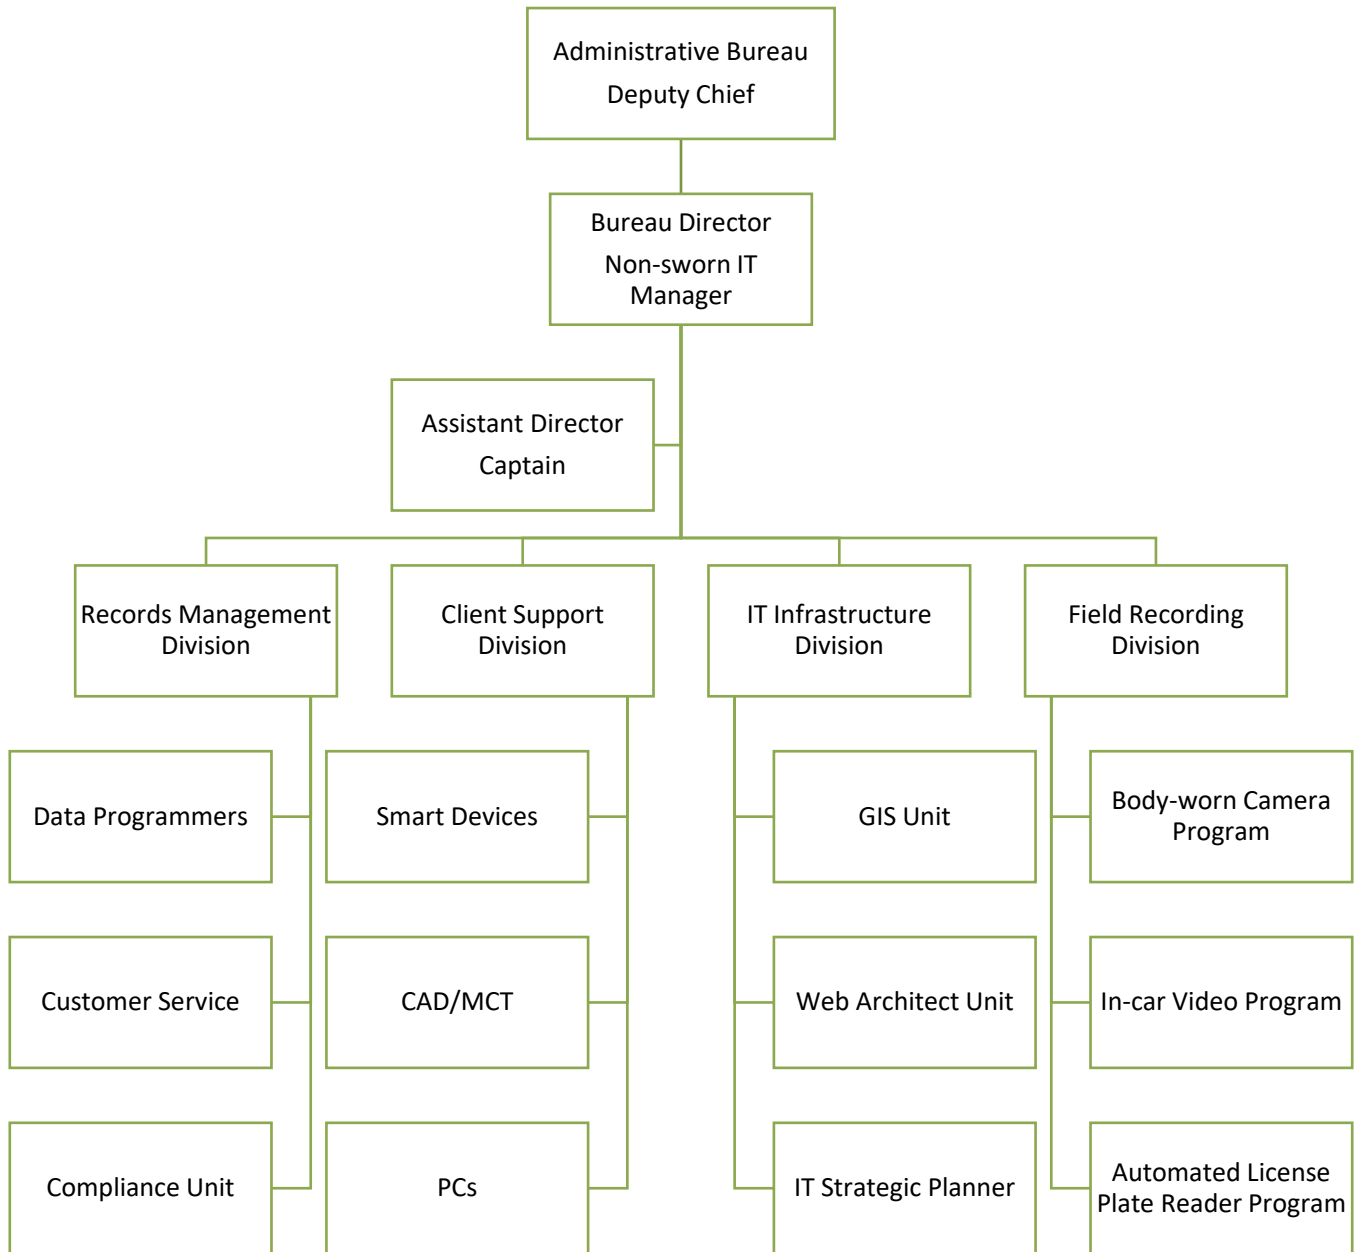 Administrative Bureau
Deputy Chief
Bureau Director
Non-sworn IT
Manager
Assistant Director
Captain
Records Management
Division
Client Support
Division
IT Infrastructure
Division
Field Recording
Division
Data Programmers
Smart Devices
GIS Unit
Body-worn Camera
Program
Customer Service
CAD/MCT
Web Architect Unit
In-car Video Program
Compliance Unit
PCs
IT Strategic Planner
Automated License
Plate Reader Program